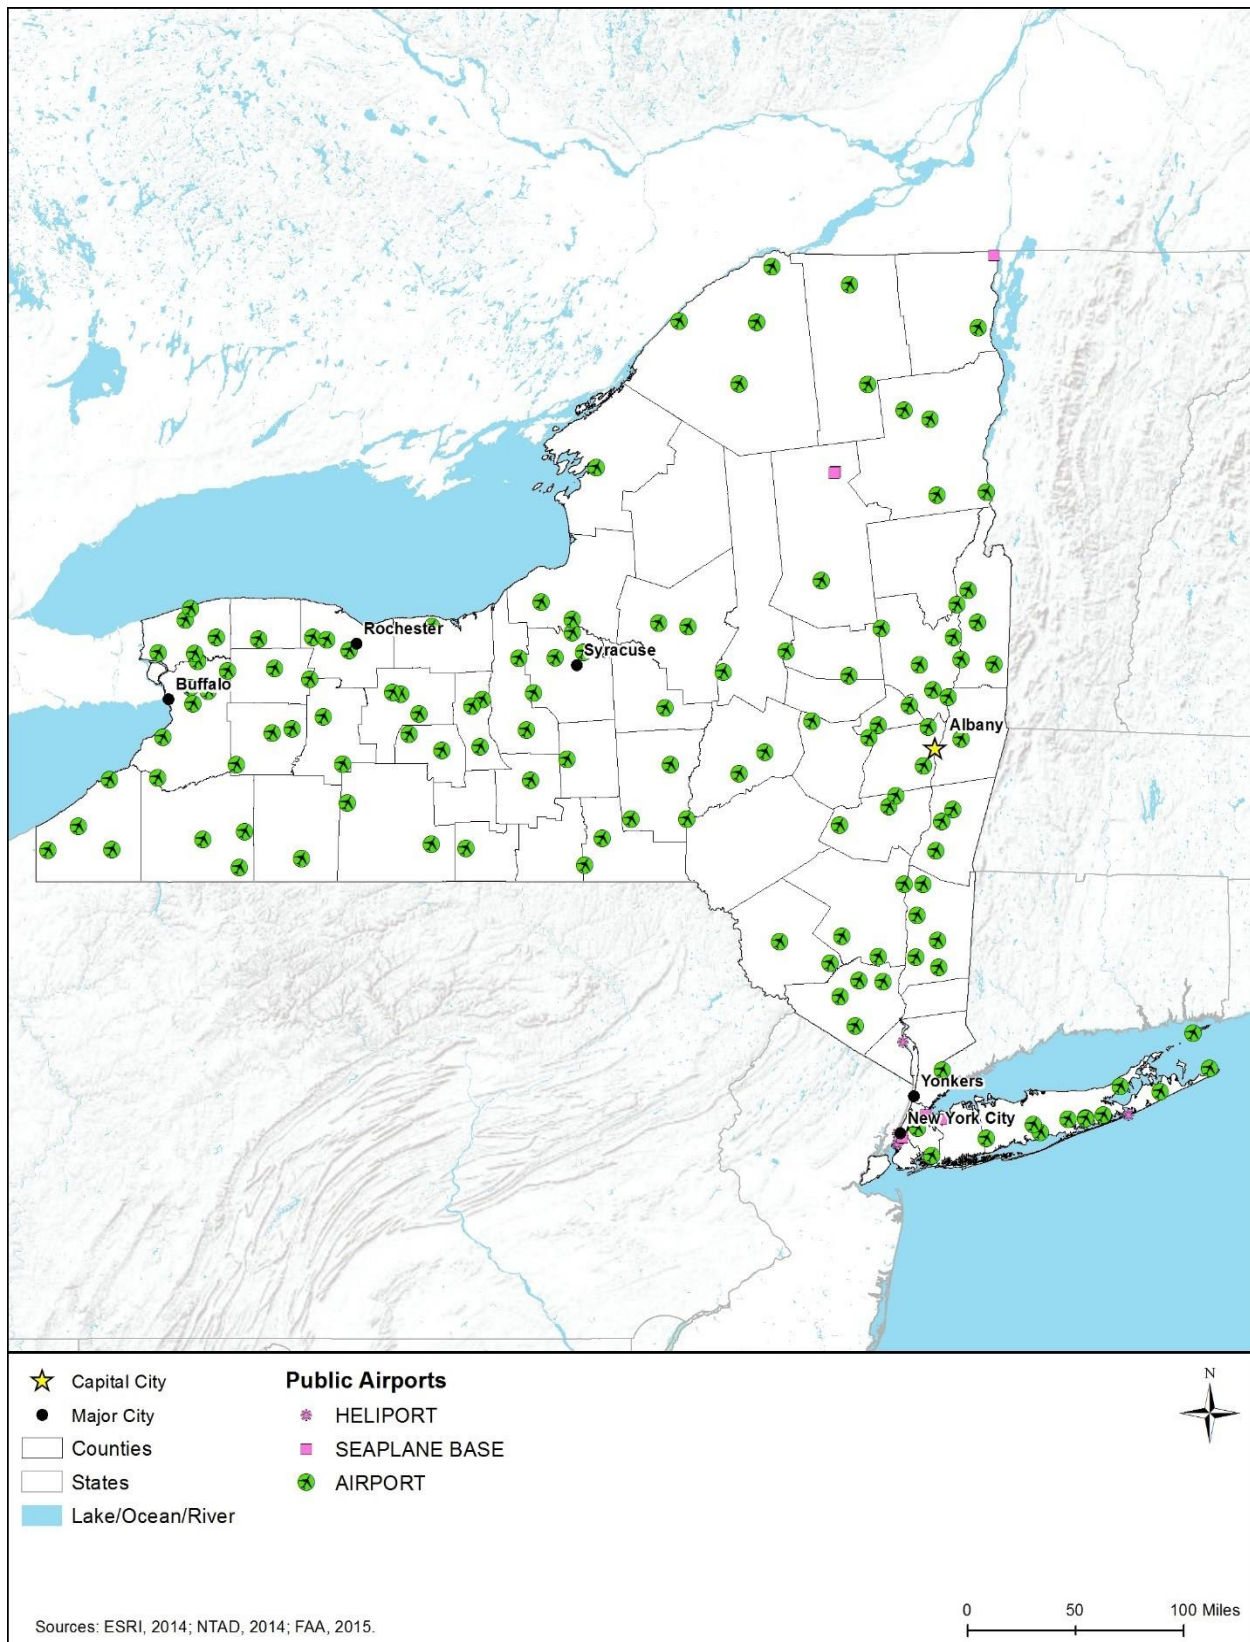 Rochester
Syracuse
Buffalo
Albany
Yonkers
New York City
Capital City
Major City
Counties
States
Lake/Ocean/River
Public Airports
HELIPORT
SEAPLANE BASE
AIRPORT
N
Sources: ESRI, 2014; NTAD, 2014; FAA, 2015.
0 50 100 Miles